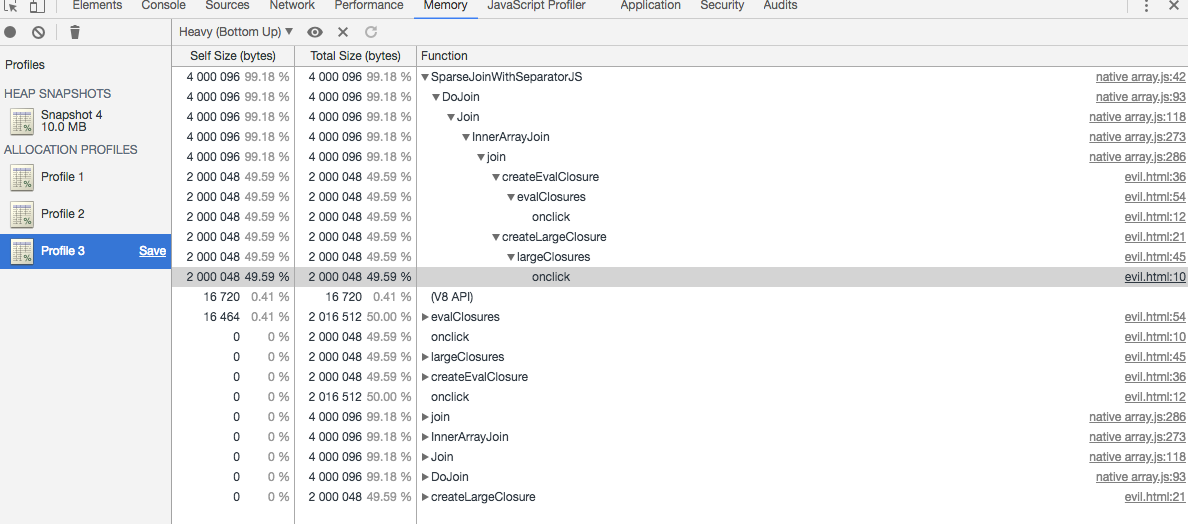 Elements Console Sources Network Performance Memory JavaScript Profiler Application Security Audits
Heavy (Bottom Up) ▼
Profiles
HEAP SNAPSHOTS
Snapshot 4
10.0 MB
ALLOCATION PROFILES
Profile 1
Profile 2
Profile 3 Save
Self Size (bytes) Total Size (bytes) Function
4 000 096 99.18 % 4 000 096 99.18 % ▼SparseJoinWithSeparatorJS native array.js:42
4 000 096 99.18 % 4 000 096 99.18 % ▼DoJoin native array.js:93
4 000 096 99.18 % 4 000 096 99.18 % ▼Join native array.js:118
4 000 096 99.18 % 4 000 096 99.18 % ▼InnerArrayJoin native array.js:273
4 000 096 99.18 % 4 000 096 99.18 % ▼join native array.js:286
2 000 048 49.59 % 2 000 048 49.59 % ▼createEvalClosure evil.html:36
2 000 048 49.59 % 2 000 048 49.59 % ▼evalClosures evil.html:54
2 000 048 49.59 % 2 000 048 49.59 % onclick evil.html:12
2 000 048 49.59 % 2 000 048 49.59 % ▼createLargeClosure evil.html:21
2 000 048 49.59 % 2 000 048 49.59 % ▼largeClosures evil.html:45
2 000 048 49.59 % 2 000 048 49.59 % onclick evil.html:10
16 720 0.41 % 16 720 0.41 % (V8 API)
16 464 0.41 % 2 016 512 50.00 % ▶evalClosures evil.html:54
0 0 % 2 000 048 49.59 % onclick evil.html:10
0 0 % 2 000 048 49.59 % ▶largeClosures evil.html:45
0 0 % 2 000 048 49.59 % ▶createEvalClosure evil.html:36
0 0 % 2 016 512 50.00 % onclick evil.html:12
0 0 % 4 000 096 99.18 % ▶join native array.js:286
0 0 % 4 000 096 99.18 % ▶InnerArrayJoin native array.js:273
0 0 % 4 000 096 99.18 % ▶Join native array.js:118
0 0 % 4 000 096 99.18 % ▶DoJoin native array.js:93
0 0 % 2 000 048 49.59 % ▶createLargeClosure evil.html:21